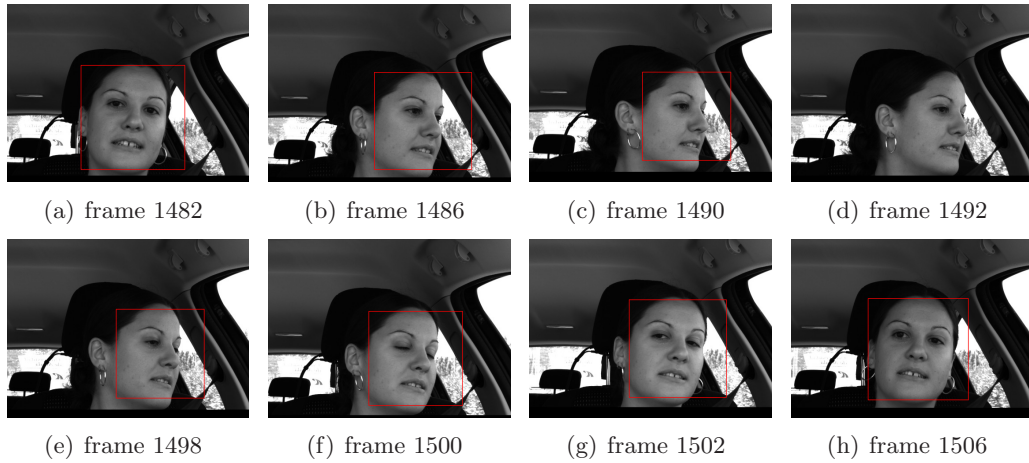 (a) frame 1482
(b) frame 1486
(c) frame 1490
(d) frame 1492
(e) frame 1498
(f) frame 1500
(g) frame 1502
(h) frame 1506